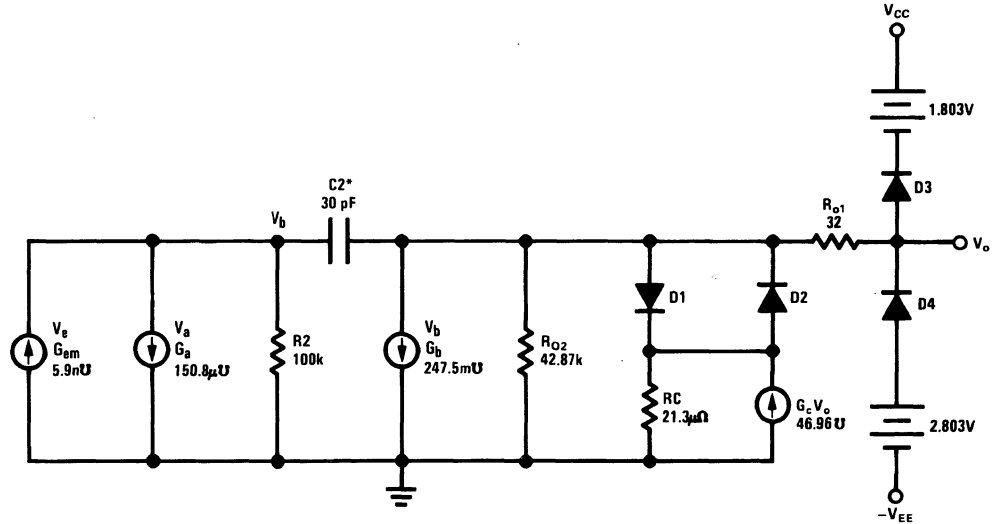 VCC
1.803V
D3
C2*
30 pF
Ro1
32
Vb
Vo
D1
D2
D4
Ve
Gem
5.9n℧
Va
Ga
150.8μ℧
R2
100k
Vb
Gb
247.5m℧
RO2
42.87k
RC
21.3μΩ
GcVo
46.96℧
2.803V
-VEE